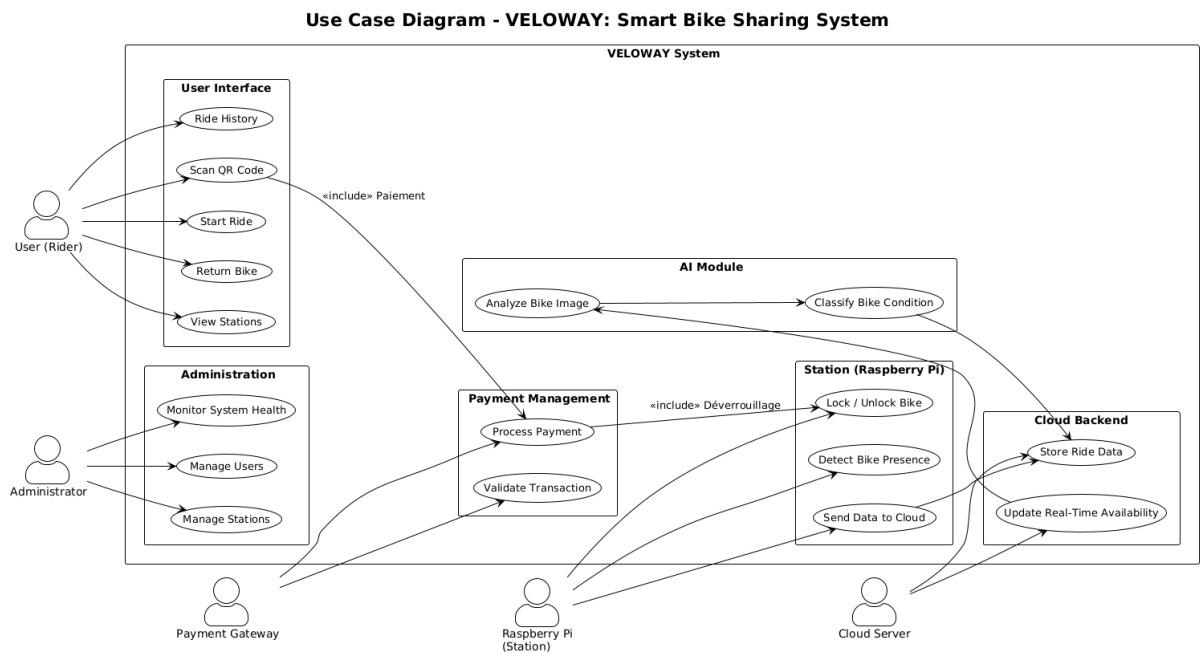 Use Case Diagram - VELOWAY: Smart Bike Sharing System
VELOWAY System
User Interface
Ride History
Scan QR Code
«include» Paiement
Start Ride
User (Rider)
Return Bike
View Stations
AI Module
Analyze Bike Image
Classify Bike Condition
Administration
Monitor System Health
Manage Users
Manage Stations
Administrator
Payment Management
Process Payment
Validate Transaction
«include» Déverrouillage
Station (Raspberry Pi)
Lock / Unlock Bike
Detect Bike Presence
Send Data to Cloud
Cloud Backend
Store Ride Data
Update Real-Time Availability
Payment Gateway
Raspberry Pi
(Station)
Cloud Server